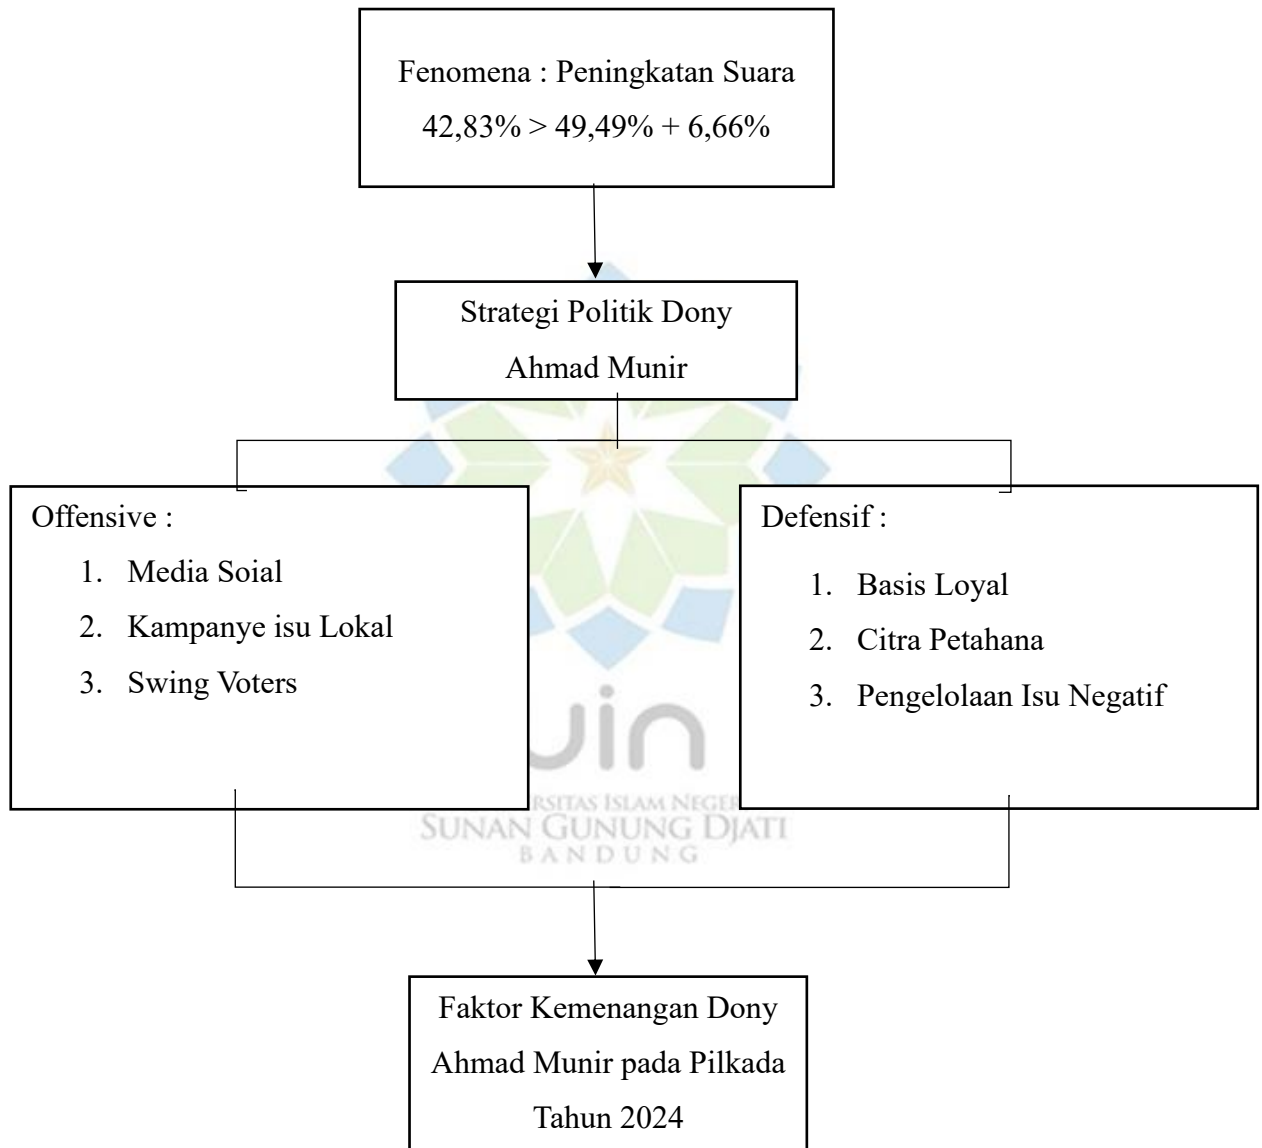 Fenomena : Peningkatan Suara
42,83% > 49,49% + 6,66%
Strategi Politik Dony
Ahmad Munir
Offensive :
1. Media Soial
2. Kampanye isu Lokal
3. Swing Voters
Defensif :
1. Basis Loyal
2. Citra Petahana
3. Pengelolaan Isu Negatif
uin
ISLAM
SUNAN GUNUNG DJATI
BANDUNG
Faktor Kemenangan Dony
Ahmad Munir pada Pilkada
Tahun 2024